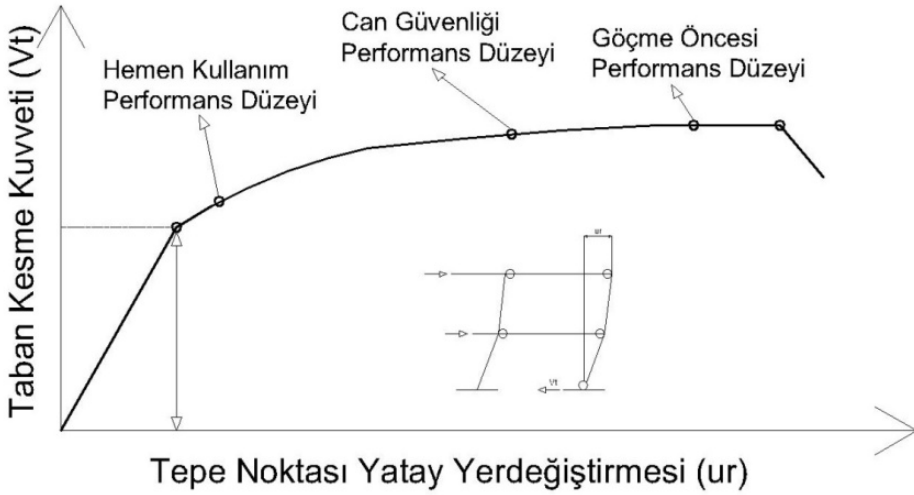 Can Güvenliği
Performans Düzeyi
Göçme Öncesi
Performans Düzeyi
Hemen Kullanım
Performans Düzeyi
Taban Kesme Kuvveti (Vt)
ur
Vt
Tepe Noktası Yatay Yerdeğiştirmesi (ur)